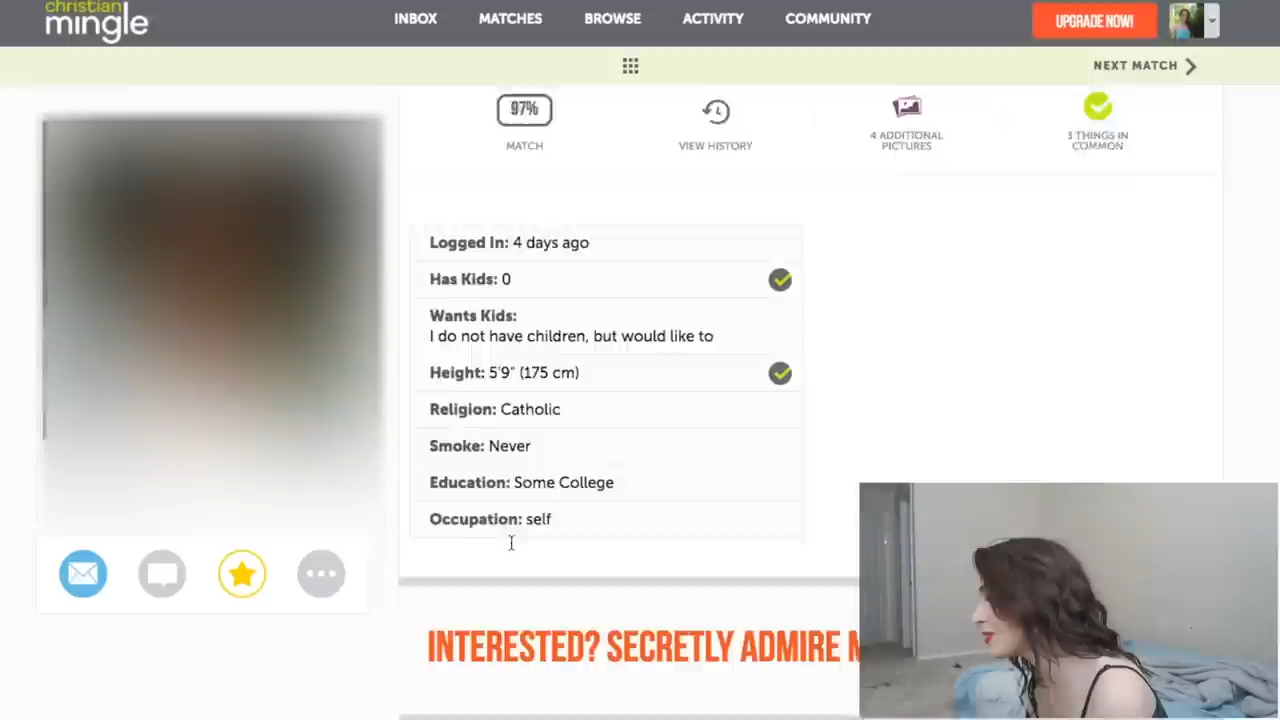 christian
mingle
INBOX
MATCHES
BROWSE
ACTIVITY
COMMUNITY
UPGRADE NOW!
NEXT MATCH
97%
MATCH
VIEW HISTORY
4 ADDITIONAL
PICTURES
3 THINGS IN
COMMON
Logged In: 4 days ago
Has Kids: 0
Wants Kids:
I do not have children, but would like to
Height: 5'9" (175 cm)
Religion: Catholic
Smoke: Never
Education: Some College
Occupation: self
INTERESTED? SECRETLY ADMIRE